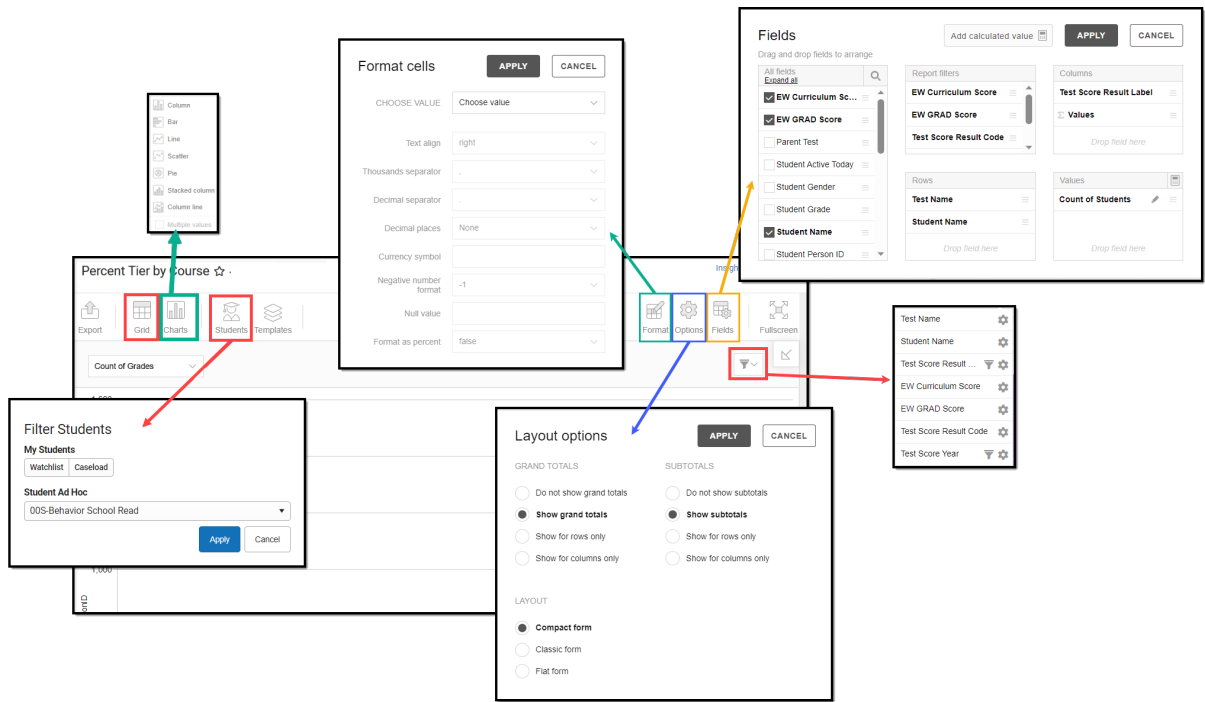 Column
Bar
Line
Scatter
Pie
Stacked column
Column line
Multiple values
Format cells
APPLY
CANCEL
CHOOSE VALUE
Choose value
Text align
right
Thousands separator
,
Decimal separator
.
Decimal places
None
Currency symbol
Negative number format
-1
Null value
Format as percent
false
Fields
Add calculated value
APPLY
CANCEL
Drag and drop fields to arrange
All fields
Expand all
EW Curriculum Sc...
EW GRAD Score
Parent Test
Student Active Today
Student Gender
Student Grade
Student Name
Student Person ID
Report filters
EW Curriculum Score
EW GRAD Score
Test Score Result Code
Columns
Test Score Result Label
Σ Values
Drop field here
Rows
Test Name
Student Name
Drop field here
Values
Count of Students
Drop field here
Percent Tier by Course
Insigh
Export
Grid
Charts
Students
Templates
Format
Options
Fields
Fullscreen
Count of Grades
1,000
Filter Students
My Students
Watchlist
Caseload
Student Ad Hoc
00S-Behavior School Read
Apply
Cancel
Layout options
APPLY
CANCEL
GRAND TOTALS
Do not show grand totals
Show grand totals
Show for rows only
Show for columns only
SUBTOTALS
Do not show subtotals
Show subtotals
Show for rows only
Show for columns only
LAYOUT
Compact form
Classic form
Flat form
Test Name
Student Name
Test Score Result ...
EW Curriculum Score
EW GRAD Score
Test Score Result Code
Test Score Year